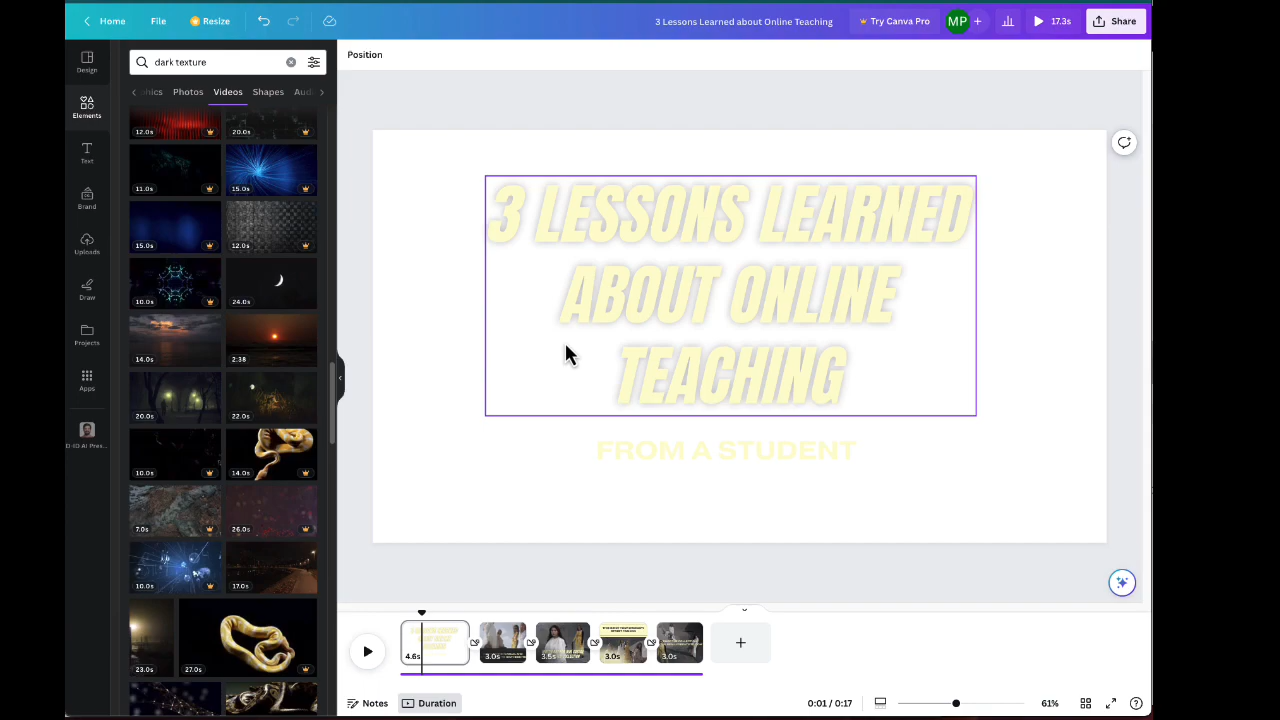 Home File Resize 3 Lessons Learned about Online Teaching Try Canva Pro MP + 17.3s Share
Design
Elements
Text
Brand
Uploads
Draw
Projects
Apps
D-ID AI Pres...
dark texture
Photos Videos Shapes
12.0s 20.0s
11.0s 15.0s
15.0s 12.0s
10.0s 24.0s
14.0s 2:38
20.0s 22.0s
10.0s 14.0s
7.0s 26.0s
10.0s 17.0s
23.0s 27.0s
Position
3 LESSONS LEARNED
ABOUT ONLINE
TEACHING
FROM A STUDENT
4.6s 3.0s 3.5s 3.0s 3.0s
Notes Duration 0:01 / 0:17 61%